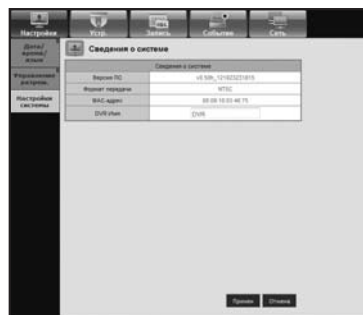 Настройки Устр. Запись Событие Сеть
Дата/
время/
язык
Сведения о системе
Управление
разреш.
Настройки
системы
Сведения о системе
Версия ПО
Формат передачи NTSC
MAC-адрес
DVR имя DVR
Примен Отмена